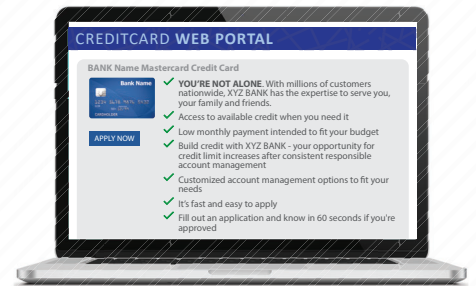 CREDITCARD WEB PORTAL
BANK Name Mastercard Credit Card
Bank Name
APPLY NOW
YOU'RE NOT ALONE. With millions of customers
nationwide, XYZ BANK has the expertise to serve you,
your family and friends.
Access to available credit when you need it
Low monthly payment intended to fit your budget
Build credit with XYZ BANK - your opportunity for
credit limit increases after consistent responsible
account management
Customized account management options to fit your
needs
It's fast and easy to apply
Fill out an application and know in 60 seconds if you're
approved